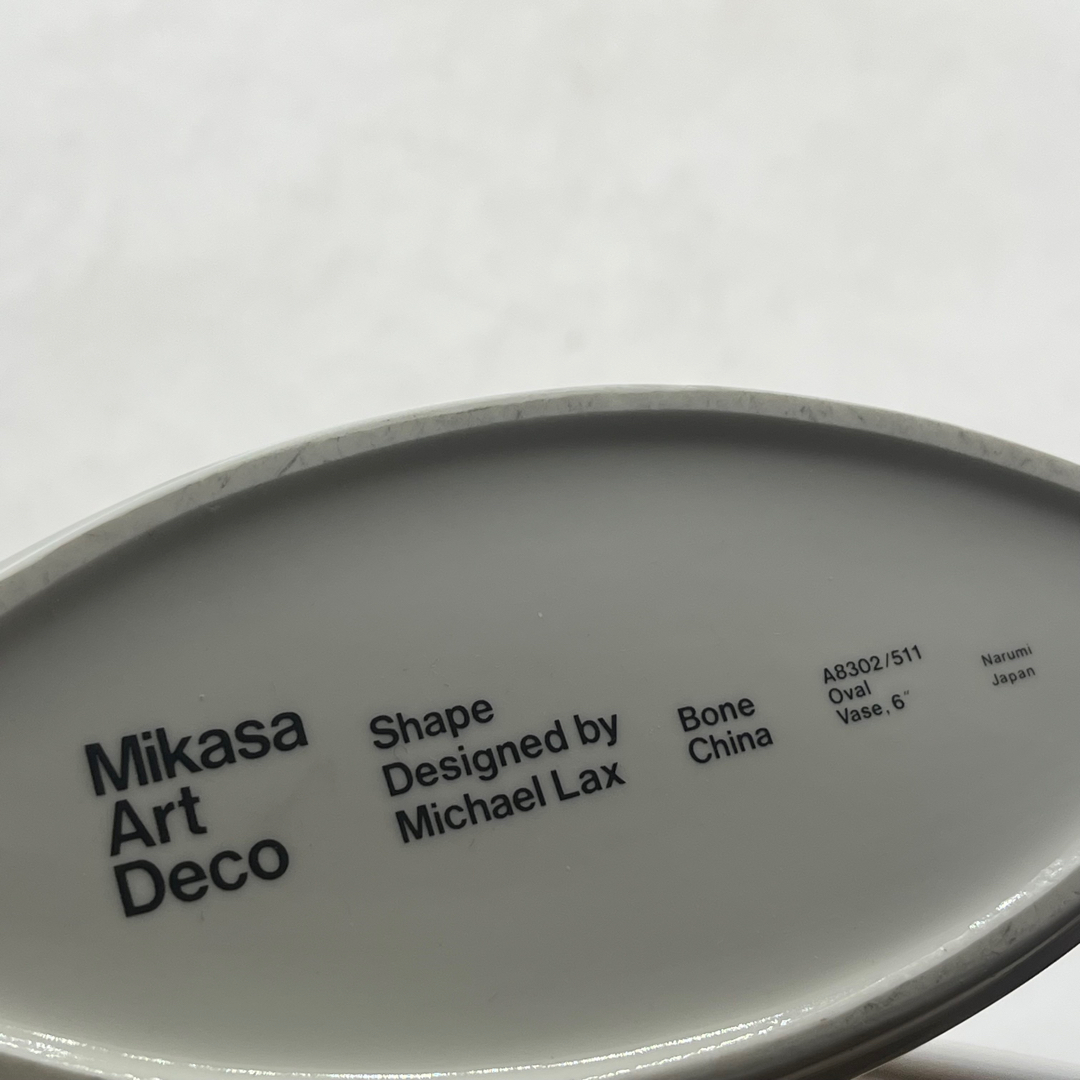 Mikasa
Art
Deco
Shape
Designed by
Michael Lax
Bone
China
A8302/511
Oval
Vase, 6"
Narumi
Japan